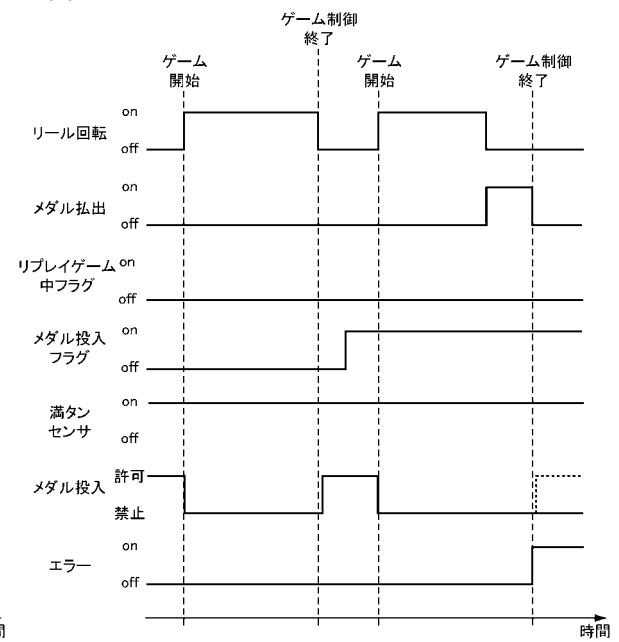 ゲーム制御
終了
ゲーム
開始
ゲーム
開始
ゲーム制御
終了
リール回転
on
off
メダル払出
on
off
リプレイゲーム
中フラグ
on
off
メダル投入
フラグ
on
off
満タン
センサ
on
off
メダル投入
許可
禁止
エラー
on
off
間
時間